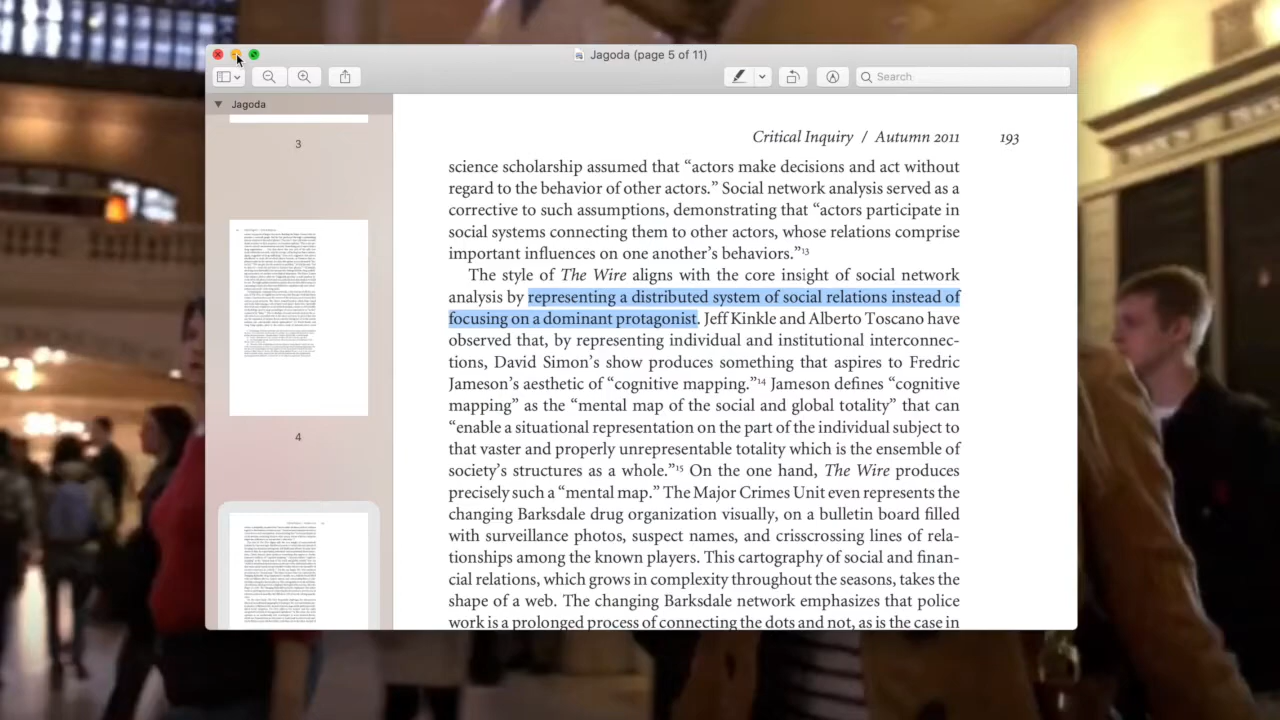 Jagoda (page 5 of 11)
Search
Jagoda
3
4
Critical Inquiry / Autumn 2011 193
science scholarship assumed that “actors make decisions and act without
regard to the behavior of other actors.” Social network analysis served as a
corrective to such assumptions, demonstrating that “actors participate in
social systems connecting them to other actors, whose relations comprise
important influences on one another’s behaviors.”13
The style of The Wire aligns with the core insight of social network
analysis by foregrounding a distributed system of social relations instead of
focusing on a human protagonist. Jeff Kinkle and Alberto Toscano have
observed that, by representing institutional and informational interconnec-
tions, David Simon’s show produces something that aspires to Fredric
Jameson’s aesthetic of “cognitive mapping.”14 Jameson defines “cognitive
mapping” as the “mental map of the social and global totality” that can
“enable a situational representation on the part of the individual subject to
that vaster and properly unrepresentable totality which is the ensemble of
society’s structures as a whole.”15 On the one hand, The Wire produces
precisely such a “mental map.” The Major Crimes Unit even represents the
changing Barksdale drug organization visually, on a bulletin board filled
with surveillance photos, suspect names, and crisscrossing lines of rela-
tionships between key players. This cartography of social and finan-
cial relations, which grows in complexity throughout the seasons, takes the
shape of a network. The changing Barksdale network emphasizes that police
is a prolonged process of connecting the dots and not, as is the case in